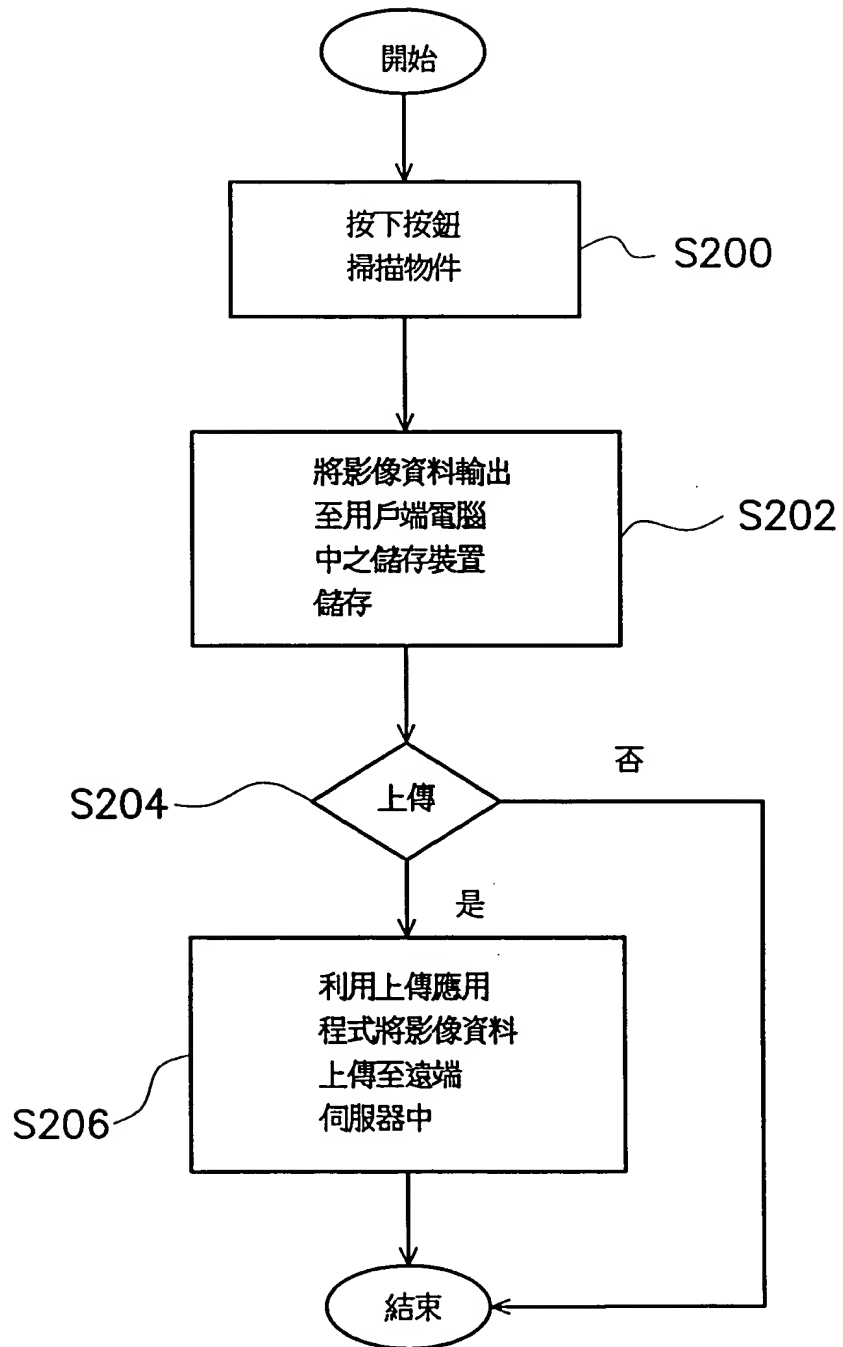 開始
按下按鈕
掃描物件
S200
將影像資料輸出
至用戶端電腦
中之儲存裝置
儲存
S202
上傳
S204
否
是
利用上傳應用
程式將影像資料
上傳至遠端
伺服器中
S206
結束